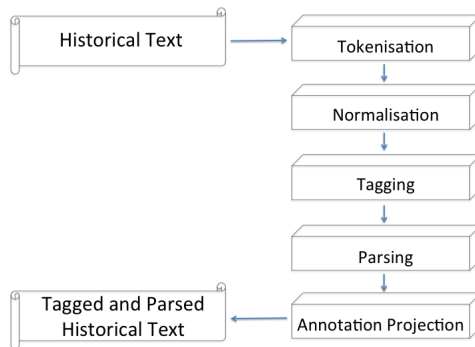 Historical Text
Tokenisation
Normalisation
Tagging
Parsing
Annotation Projection
Tagged and Parsed
Historical Text